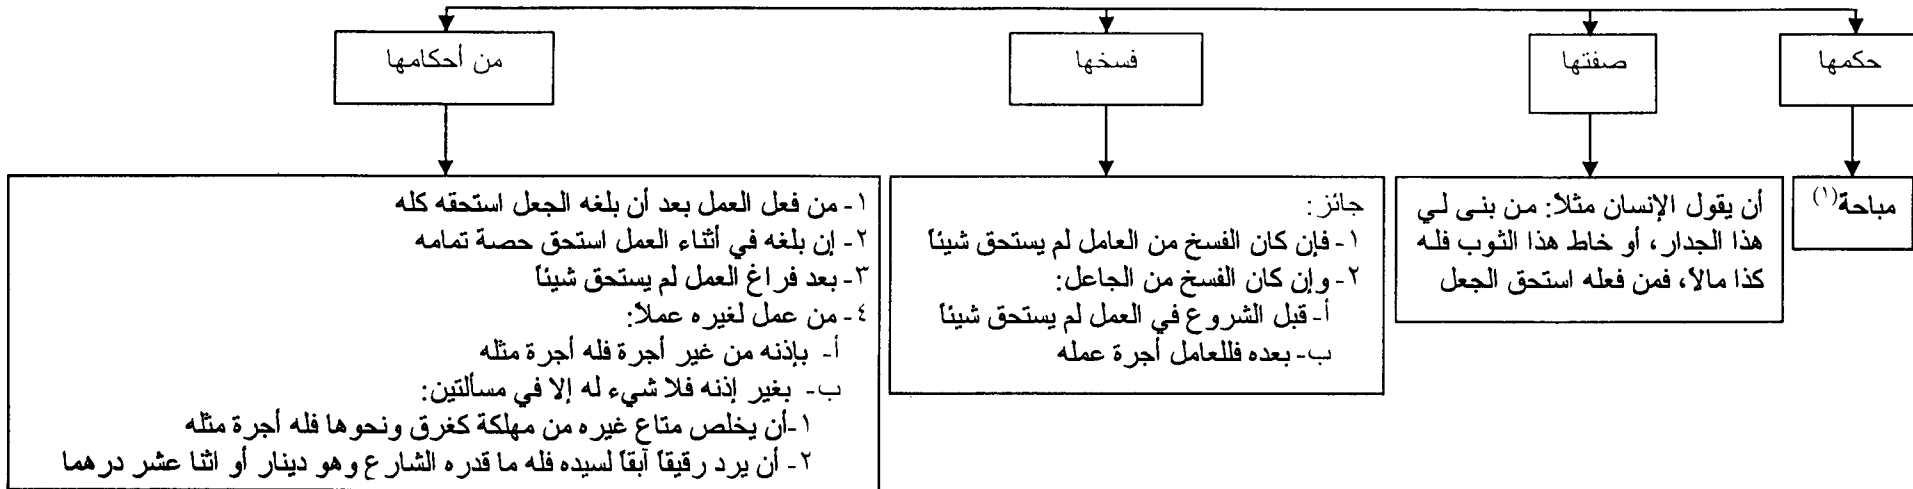 حكمها
صفتها
فسخها
من أحكامها
مباحة(١)
أن يقول الإنسان مثلاً: من بنى لي
هذا الجدار، أو خاط هذا الثوب فله
كذا مالاً، فمن فعله استحق الجعل
جائز:
١- فإن كان الفسخ من العامل لم يستحق شيئاً
٢- وإن كان الفسخ من الجاعل:
أ- قبل الشروع في العمل لم يستحق شيئاً
ب- بعده فللعامل أجرة عمله
١- من فعل العمل بعد أن بلغه الجعل استحقه كله
٢- إن بلغه في أثناء العمل استحق حصة تمامه
٣- بعد فراغ العمل لم يستحق شيئاً
٤- من عمل لغيره عملاً:
أ- بإذنه من غير أجرة فله أجرة مثله
ب- بغير إذنه فلا شيء له إلا في مسألتين:
١-أن يخلص متاع غيره من مهلكة كغرق ونحوها فله أجرة مثله
٢- أن يرد رقيقاً آبقاً لسيده فله ما قدره الشارع وهو دينار أو اثنا عشر درهما